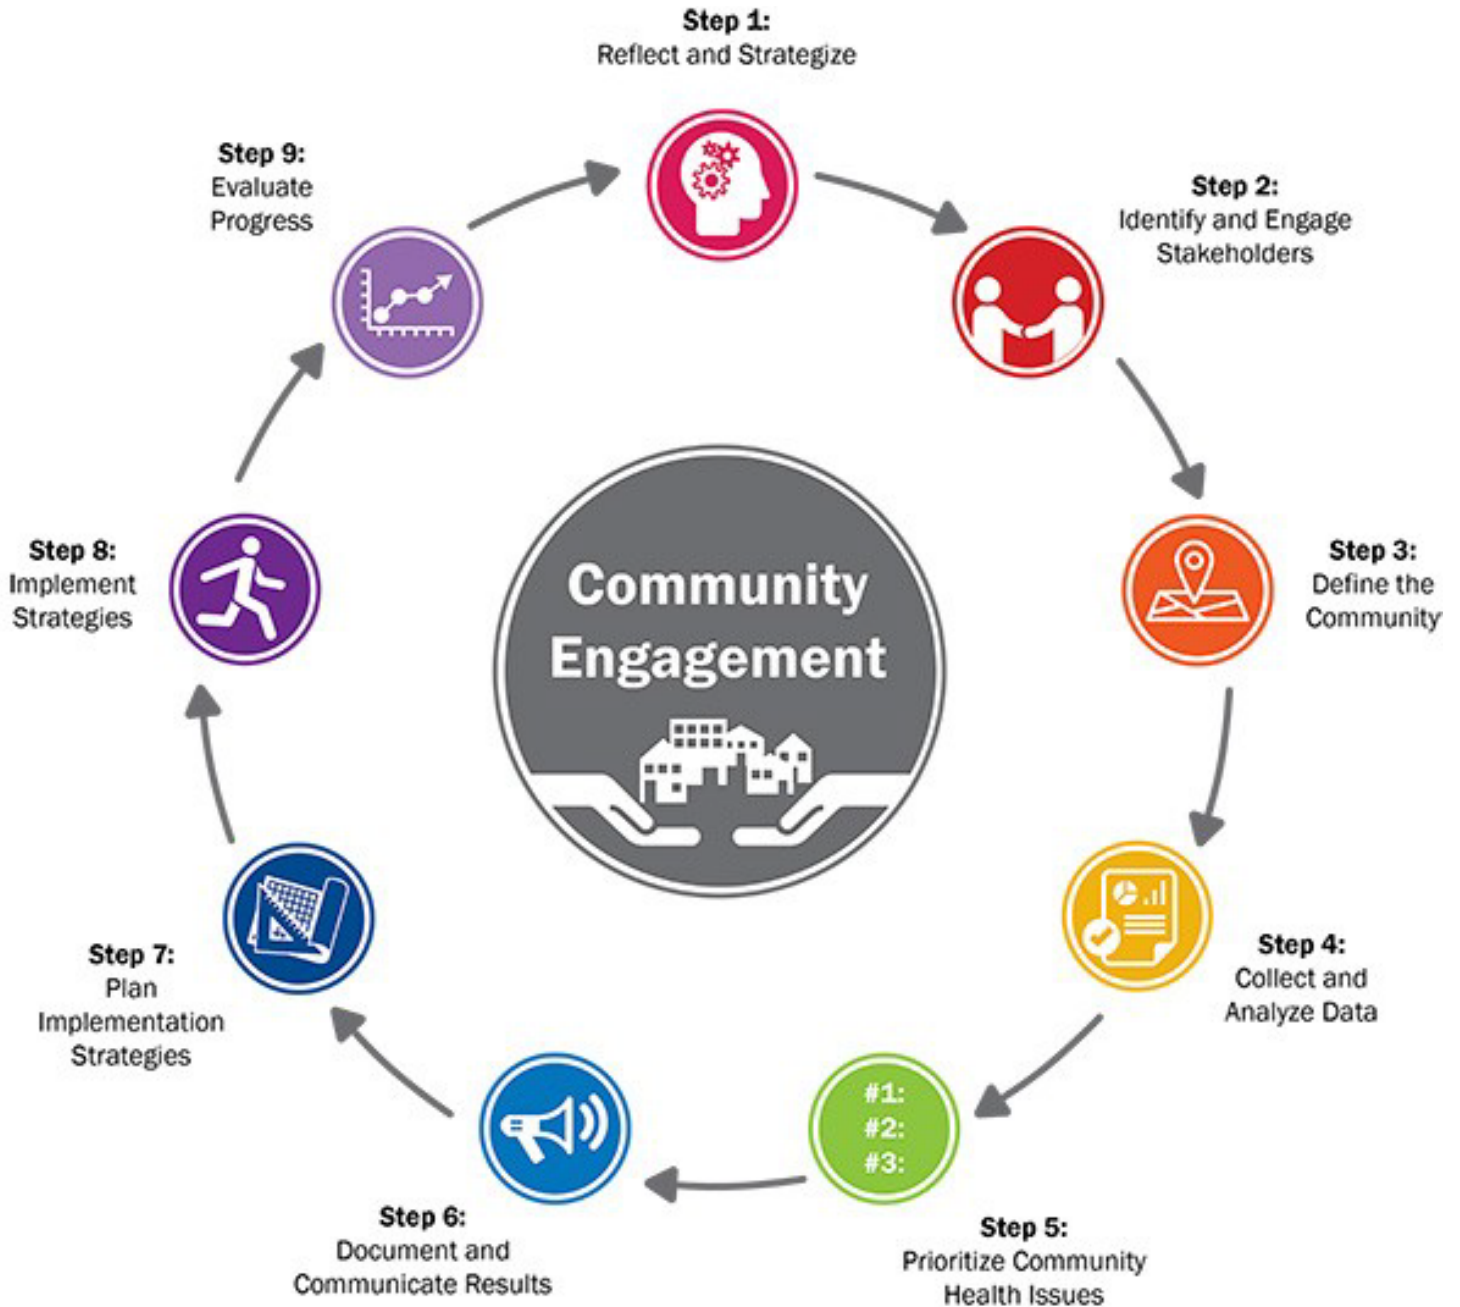 Step 1:
Reflect and Strategize
Step 2:
Identify and Engage
Stakeholders
Step 3:
Define the
Community
Step 4:
Collect and
Analyze Data
Step 5:
Prioritize Community
Health Issues
#1:
#2:
#3:
Step 6:
Document and
Communicate Results
Step 7:
Plan
Implementation
Strategies
Step 8:
Implement
Strategies
Step 9:
Evaluate
Progress
Community
Engagement